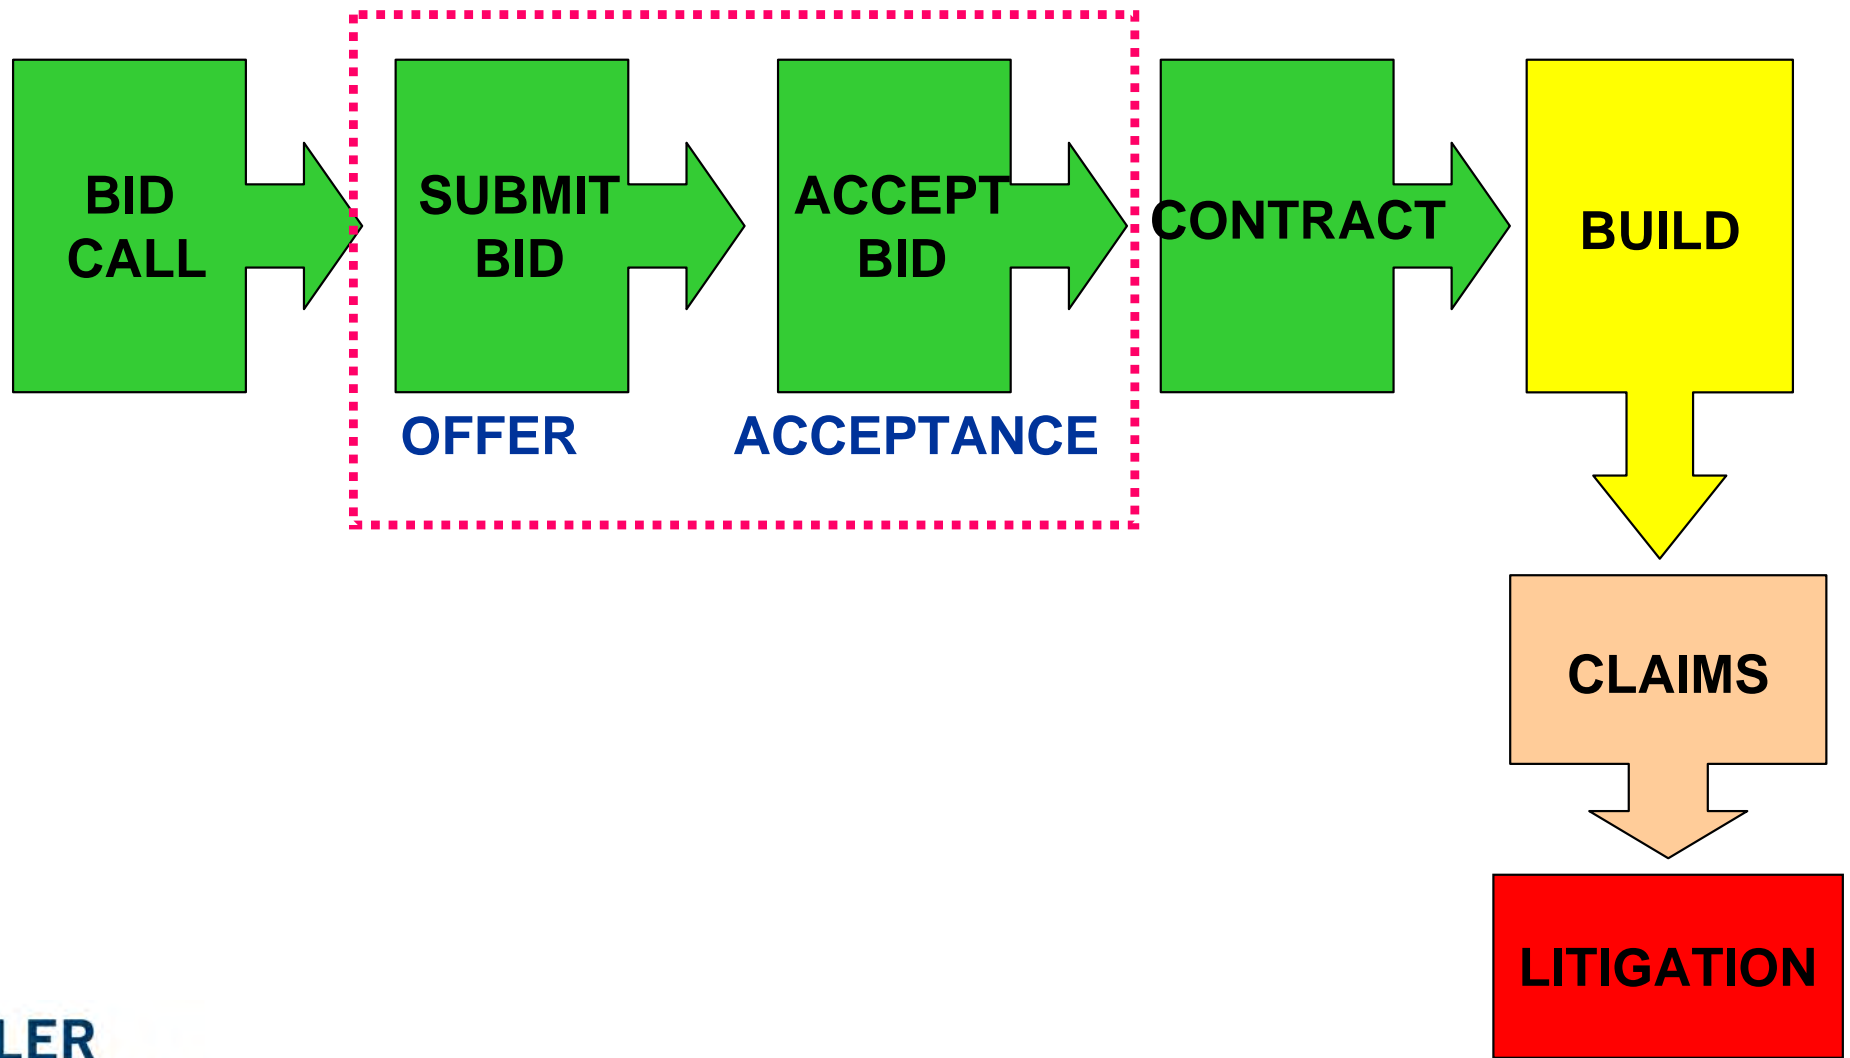 BID
CALL
SUBMIT
BID
ACCEPT
BID
CONTRACT
BUILD
OFFER
ACCEPTANCE
CLAIMS
LITIGATION
LER